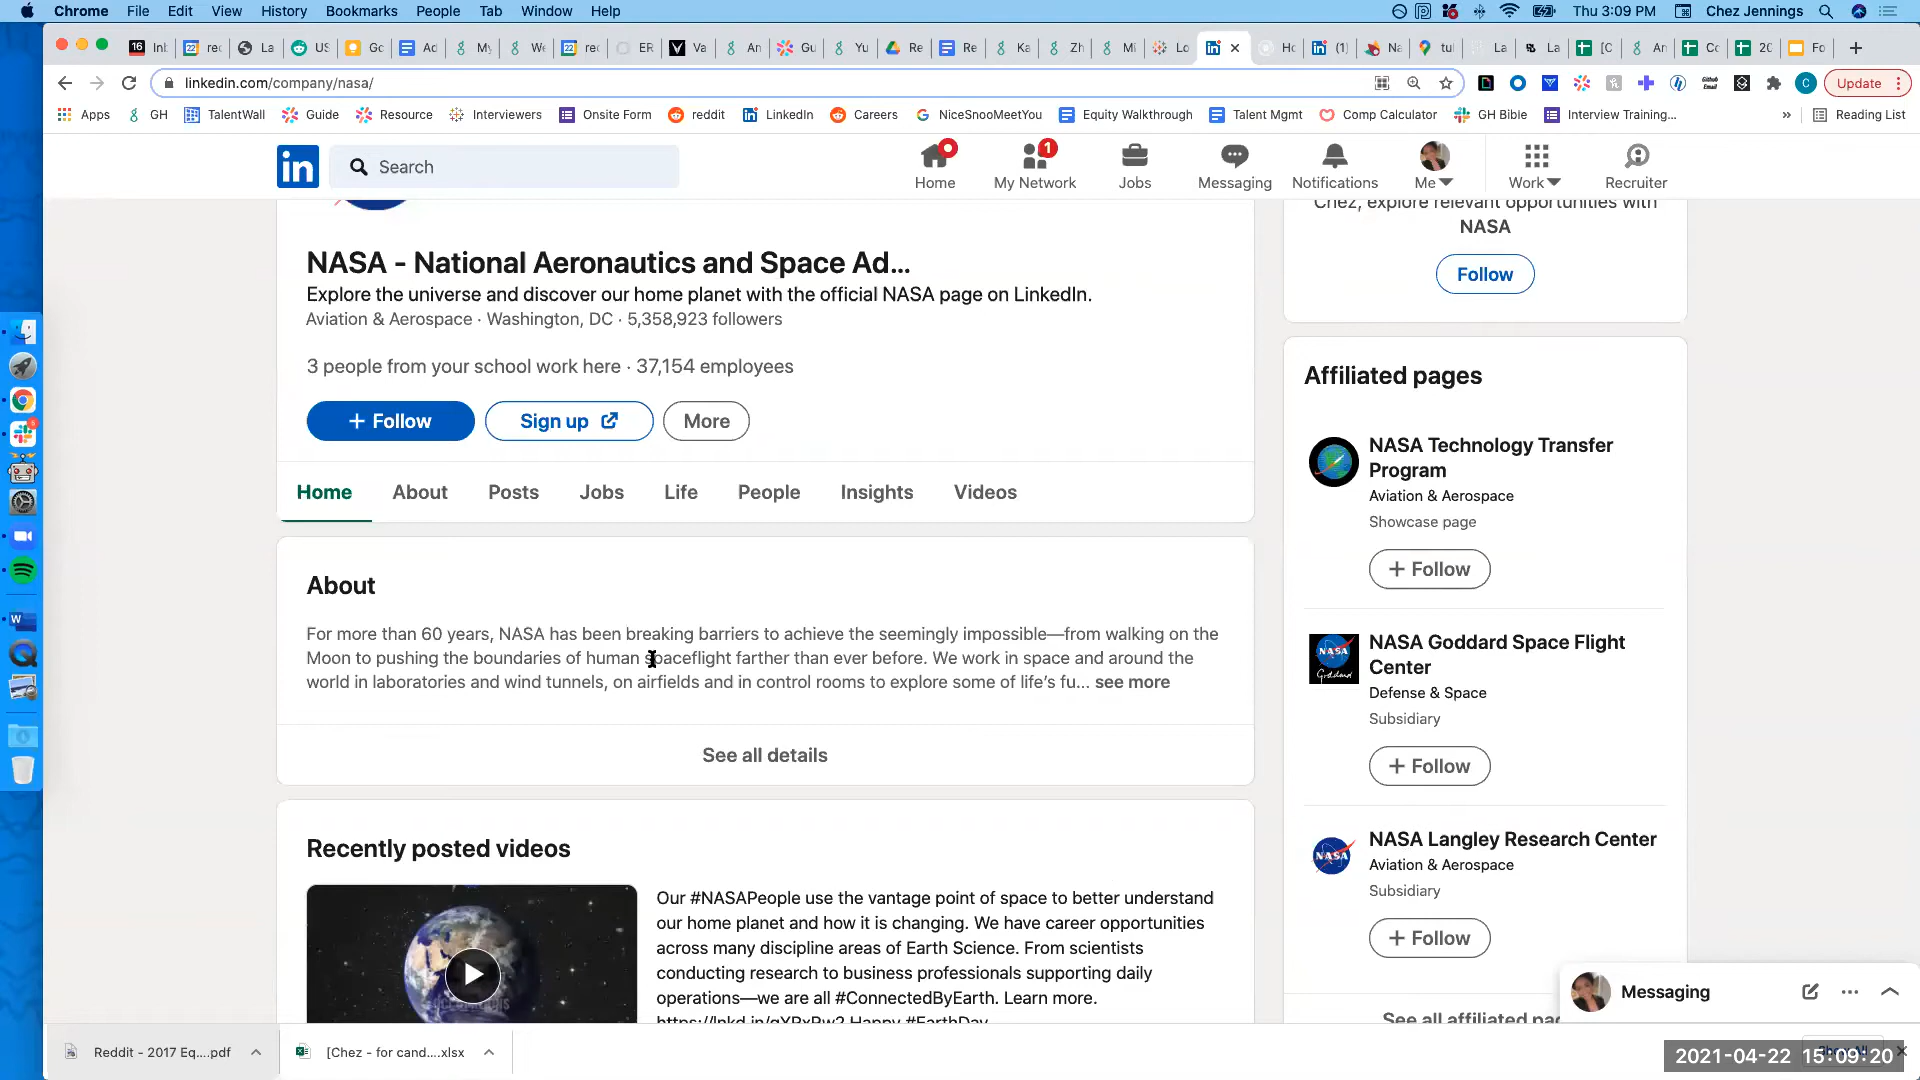 Chrome File Edit View History Bookmarks People Tab Window Help Thu 3:09 PM Chez Jennings
linkedin.com/company/nasa/ Update
Apps GH TalentWall Guide Resource Interviewers Onsite Form reddit LinkedIn Careers NiceSnooMeetYou Equity Walkthrough Talent Mgmt Comp Calculator GH Bible Interview Training... » Reading List
Search
Home My Network 1 Jobs Messaging Notifications Me Work Recruiter
Chez, explore relevant opportunities with
NASA
Follow
NASA - National Aeronautics and Space Ad...
Explore the universe and discover our home planet with the official NASA page on LinkedIn.
Aviation & Aerospace · Washington, DC · 5,358,923 followers
3 people from your school work here · 37,154 employees
+ Follow Sign up More
Home About Posts Jobs Life People Insights Videos
About
For more than 60 years, NASA has been breaking barriers to achieve the seemingly impossible—from walking on the
Moon to pushing the boundaries of human spaceflight farther than ever before. We work in space and around the
world in laboratories and wind tunnels, on airfields and in control rooms to explore some of life's fu... see more
See all details
Recently posted videos
Our #NASAPeople use the vantage point of space to better understand
our home planet and how it is changing. We have career opportunities
across many discipline areas of Earth Science. From scientists
conducting research to business professionals supporting daily
operations—we are all #ConnectedByEarth. Learn more.
Happy #EarthDay
Affiliated pages
NASA Technology Transfer
Program
Aviation & Aerospace
Showcase page
+ Follow
NASA Goddard Space Flight
Center
Defense & Space
Subsidiary
+ Follow
NASA Langley Research Center
Aviation & Aerospace
Subsidiary
+ Follow
See all affiliated pag
Messaging
Reddit - 2017 Eq....pdf
[Chez - for cand....xlsx
2021-04-22 15:09:20